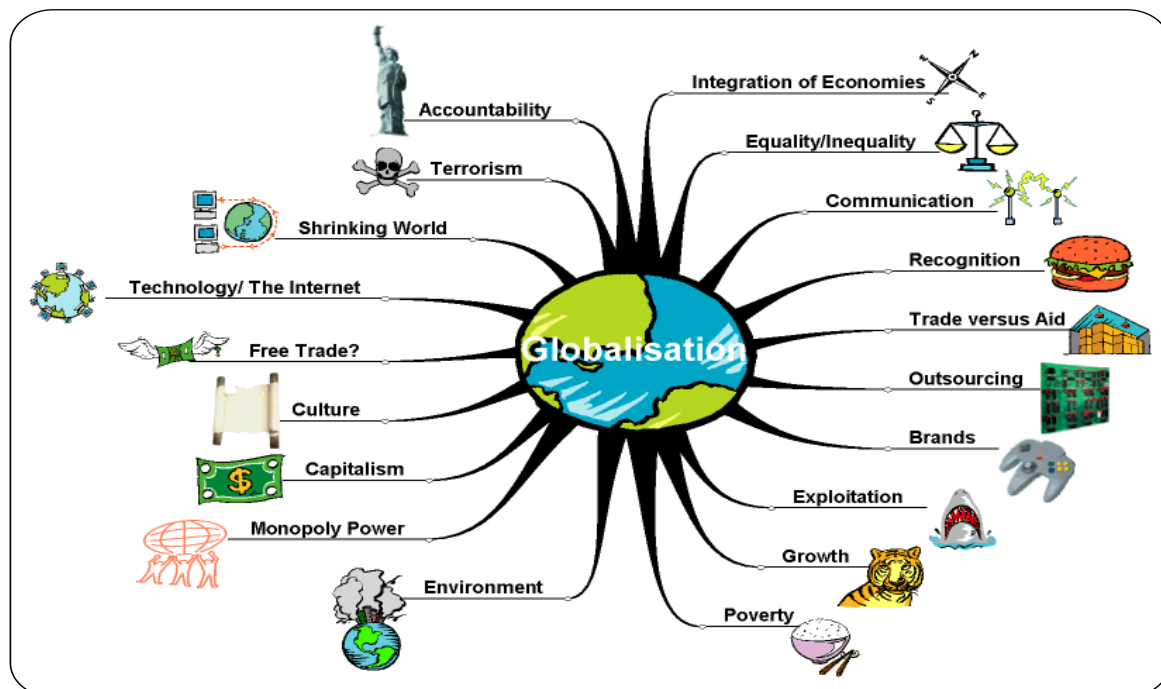 Integration of Economies
Accountability
Equality/Inequality
Terrorism
Communication
Shrinking World
Recognition
Technology/ The Internet
Trade versus Aid
Free Trade?
Globalisation
Outsourcing
Culture
Brands
Capitalism
Exploitation
Monopoly Power
Growth
Environment
Poverty
N
W
E
S
$